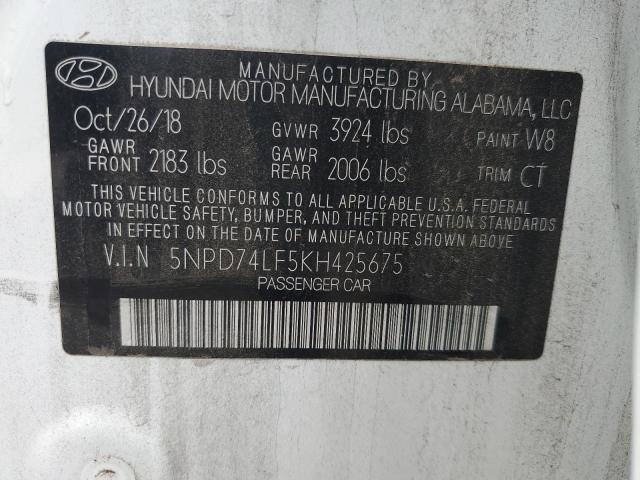 MANUFACTURED BY
HYUNDAI MOTOR MANUFACTURING ALABAMA, LLC
Oct/26/18 GVWR 3924 lbs PAINT W8
GAWR FRONT 2183 lbs GAWR REAR 2006 lbs TRIM CT
THIS VEHICLE CONFORMS TO ALL APPLICABLE U.S.A. FEDERAL
MOTOR VEHICLE SAFETY, BUMPER, AND THEFT PREVENTION STANDARDS
IN EFFECT ON THE DATE OF MANUFACTURE SHOWN ABOVE.
V.I.N 5NPD74LF5KH425675
PASSENGER CAR